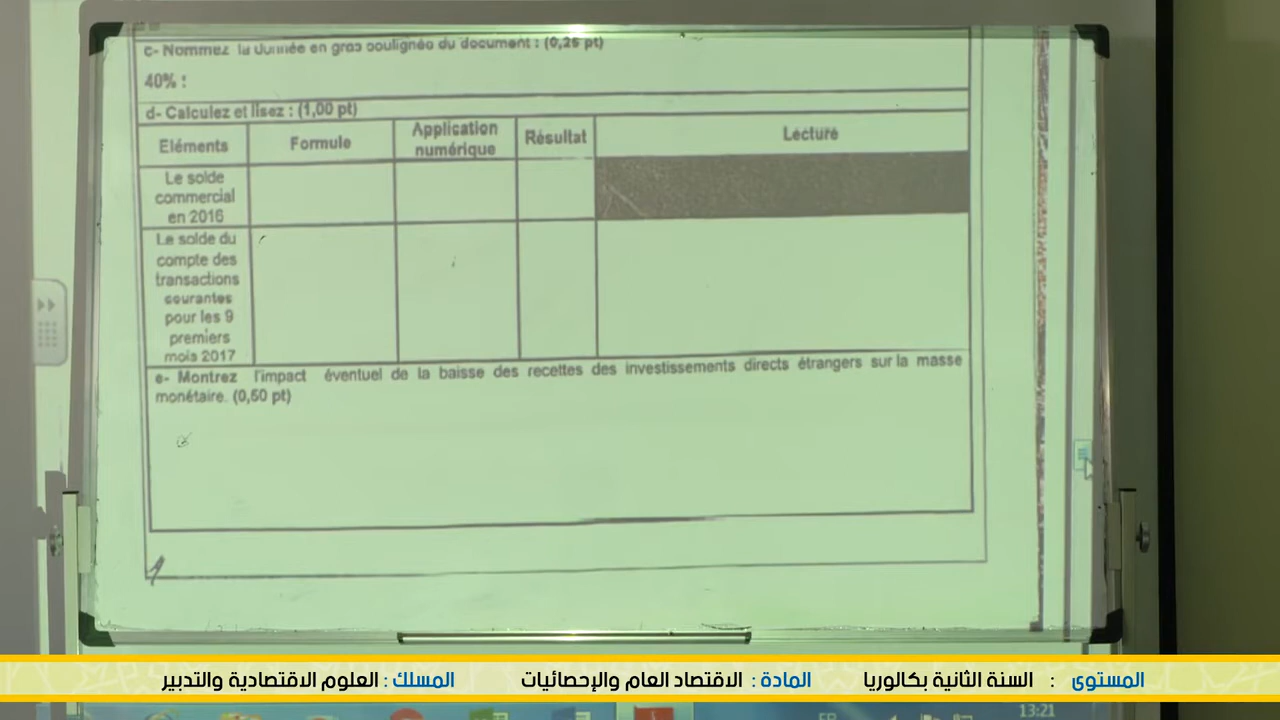 c- Nommez la donnée en gras soulignée du document : (0,25 pt)
40% :
d- Calculez et lisez : (1,00 pt)
Eléments
Formule
Application
numérique
Résultat
Lecture
Le solde
commercial
en 2016
Le solde du
compte des
transactions
courantes
pour les 9
premiers
mois 2017
e- Montrez l'impact éventuel de la baisse des recettes des investissements directs étrangers sur la masse
monétaire. (0,50 pt)
المستوى : السنة الثانية بكالوريا المادة : الاقتصاد العام والإحصائيات المسلك : العلوم الاقتصادية والتدبير
FR 13:21